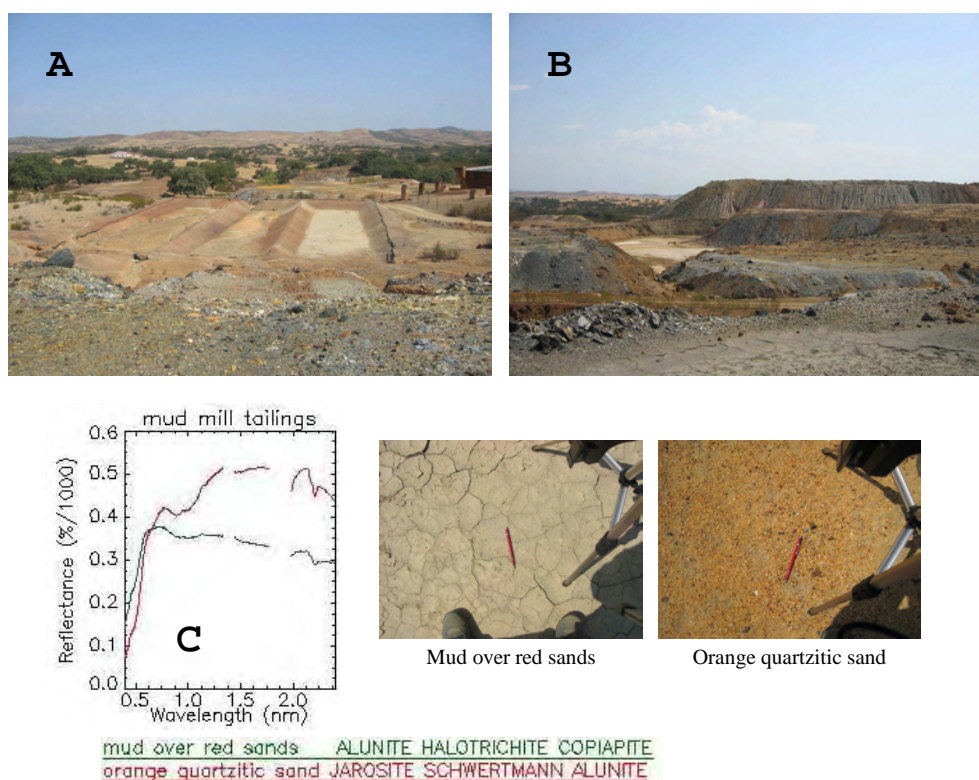 A
B
mud mill tailings
Reflectance (%/1000)
0.6
0.5
0.4
0.3
0.2
0.1
0.0
C
0.5 1.0 1.5 2.0
Wavelength (nm)
Mud over red sands
Orange quartzitic sand
mud over red sands ALUNITE HALOTRICHITE COPIAPITE
orange quartzitic sand JAROSITE SCHWERTMANN ALUNITE